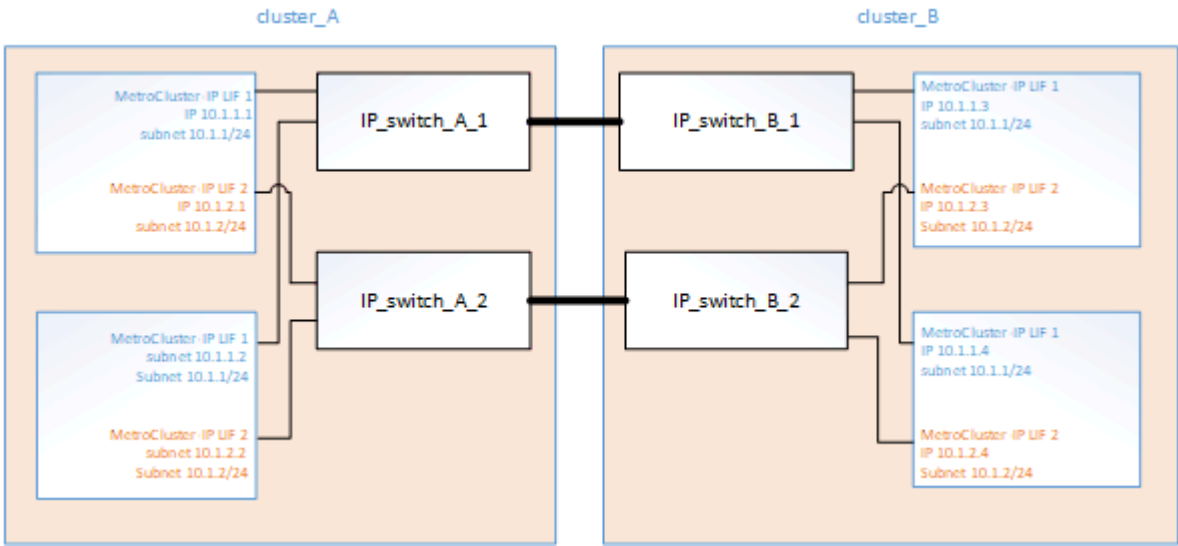 cluster_A
cluster_B
MetroCluster-IP LIF 1
IP 10.1.1.1
subnet 10.1.1/24
MetroCluster-IP LIF 2
IP 10.1.2.1
subnet 10.1.2/24
IP_switch_A_1
IP_switch_B_1
MetroCluster-IP LIF 1
IP 10.1.1.3
subnet 10.1.1/24
MetroCluster-IP LIF 2
IP 10.1.2.3
Subnet 10.1.2/24
MetroCluster-IP LIF 1
subnet 10.1.1.2
Subnet 10.1.1/24
MetroCluster-IP LIF 2
subnet 10.1.2.2
Subnet 10.1.2/24
IP_switch_A_2
IP_switch_B_2
MetroCluster-IP LIF 1
IP 10.1.1.4
subnet 10.1.1/24
MetroCluster-IP LIF 2
IP 10.1.2.4
Subnet 10.1.2/24